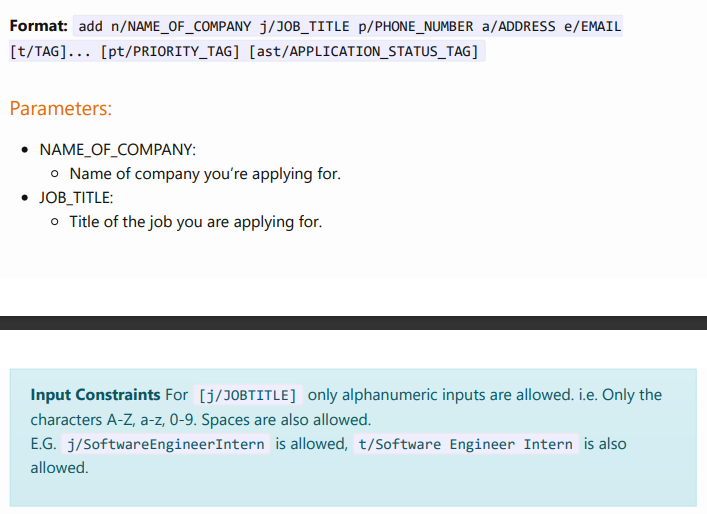 Format: add n/NAME_OF_COMPANY j/JOB_TITLE p/PHONE_NUMBER a/ADDRESS e/EMAIL
[t/TAG]... [pt/PRIORITY_TAG] [ast/APPLICATION_STATUS_TAG]
Parameters:
• NAME_OF_COMPANY:
◦ Name of company you're applying for.
• JOB_TITLE:
◦ Title of the job you are applying for.
Input Constraints For [j/JOBTITLE] only alphanumeric inputs are allowed. i.e. Only the
characters A-Z, a-z, 0-9. Spaces are also allowed.
E.G. j/SoftwareEngineerIntern is allowed, t/Software Engineer Intern is also
allowed.